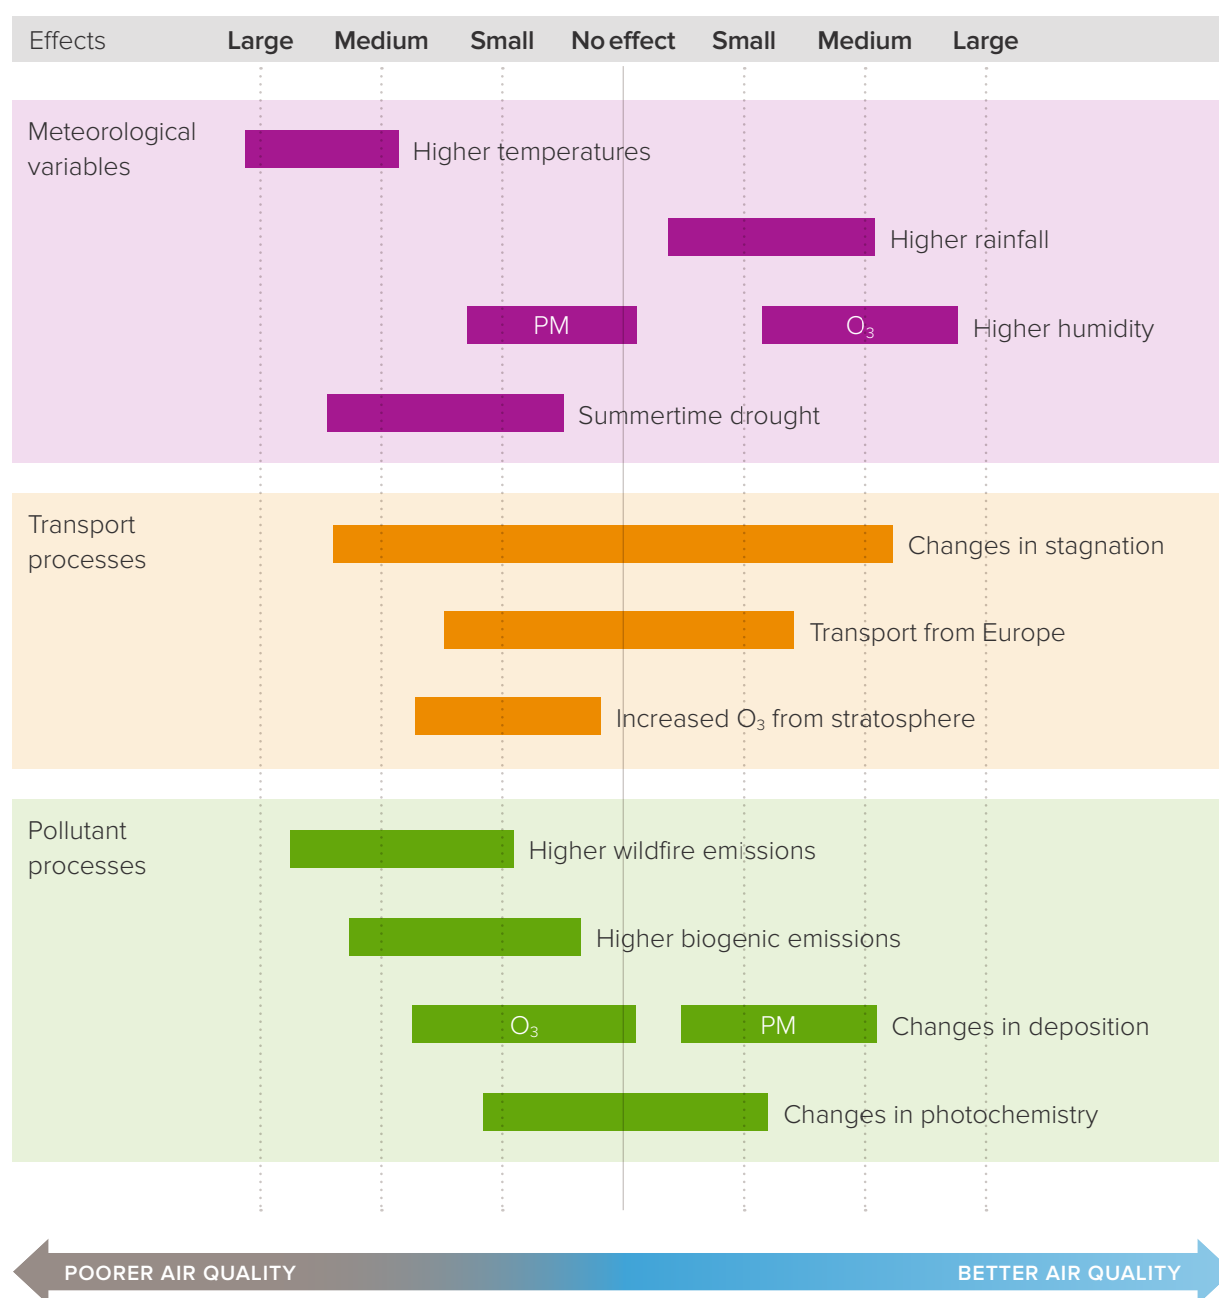 Effects Large Medium Small No effect Small Medium Large
Meteorological
variables
Higher temperatures
Higher rainfall
PM O₃ Higher humidity
Summertime drought
Transport
processes
Changes in stagnation
Transport from Europe
Increased O₃ from stratosphere
Pollutant
processes
Higher wildfire emissions
Higher biogenic emissions
O₃ PM Changes in deposition
Changes in photochemistry
POORER AIR QUALITY BETTER AIR QUALITY